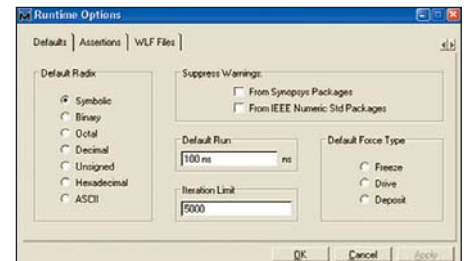 Runtime Options
Defaults
Assertions
WLF Files
Default Radix
Symbolic
Binary
Octal
Decimal
Unsigned
Hexadecimal
ASCII
Suppress Warnings:
From Synopsys Packages
From IEEE Numeric Std Packages
Default Run
100 ns
ns
Iteration Limit
5000
Default Force Type
Freeze
Drive
Deposit
OK
Cancel
Apply